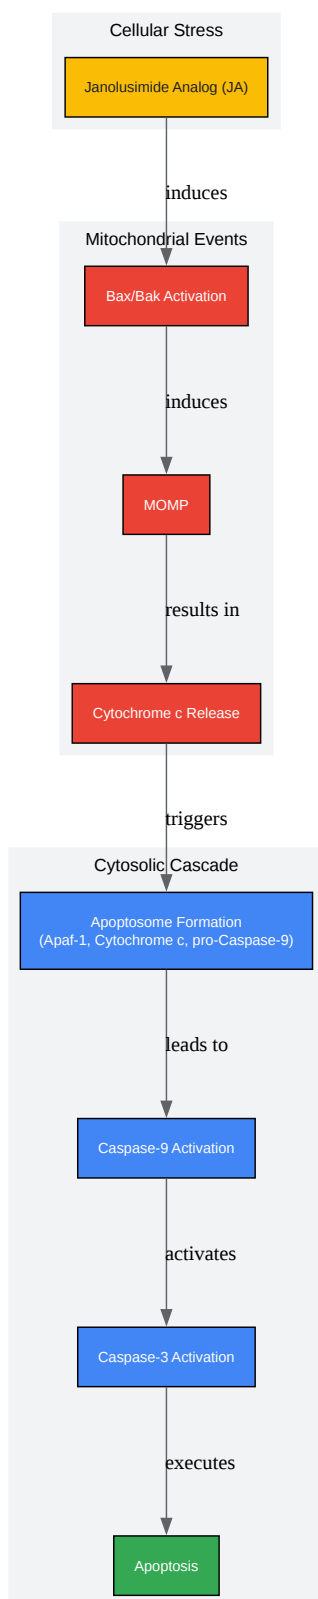 Cellular Stress
Janolusimide Analog (JA)
induces
Mitochondrial Events
Bax/Bak Activation
induces
MOMP
results in
Cytochrome c Release
triggers
Cytosolic Cascade
Apoptosome Formation
(Apaf-1, Cytochrome c, pro-Caspase-9)
leads to
Caspase-9 Activation
activates
Caspase-3 Activation
executes
Apoptosis